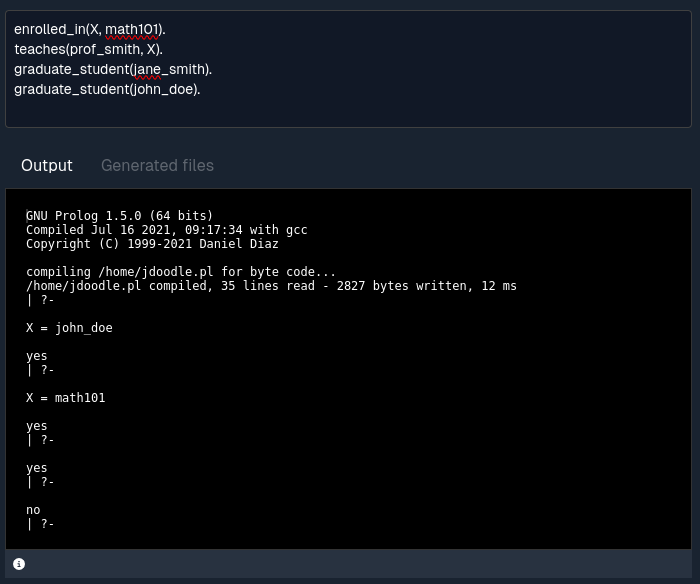 enrolled_in(X, math101).
teaches(prof_smith, X).
graduate_student(jane_smith).
graduate_student(john_doe).
Output Generated files
GNU Prolog 1.5.0 (64 bits)
Compiled Jul 16 2021, 09:17:34 with gcc
Copyright (C) 1999-2021 Daniel Diaz
compiling /home/jdoodle.pl for byte code...
/home/jdoodle.pl compiled, 35 lines read - 2827 bytes written, 12 ms
| ?-
X = john_doe
yes
| ?-
X = math101
yes
| ?-
yes
| ?-
no
| ?-